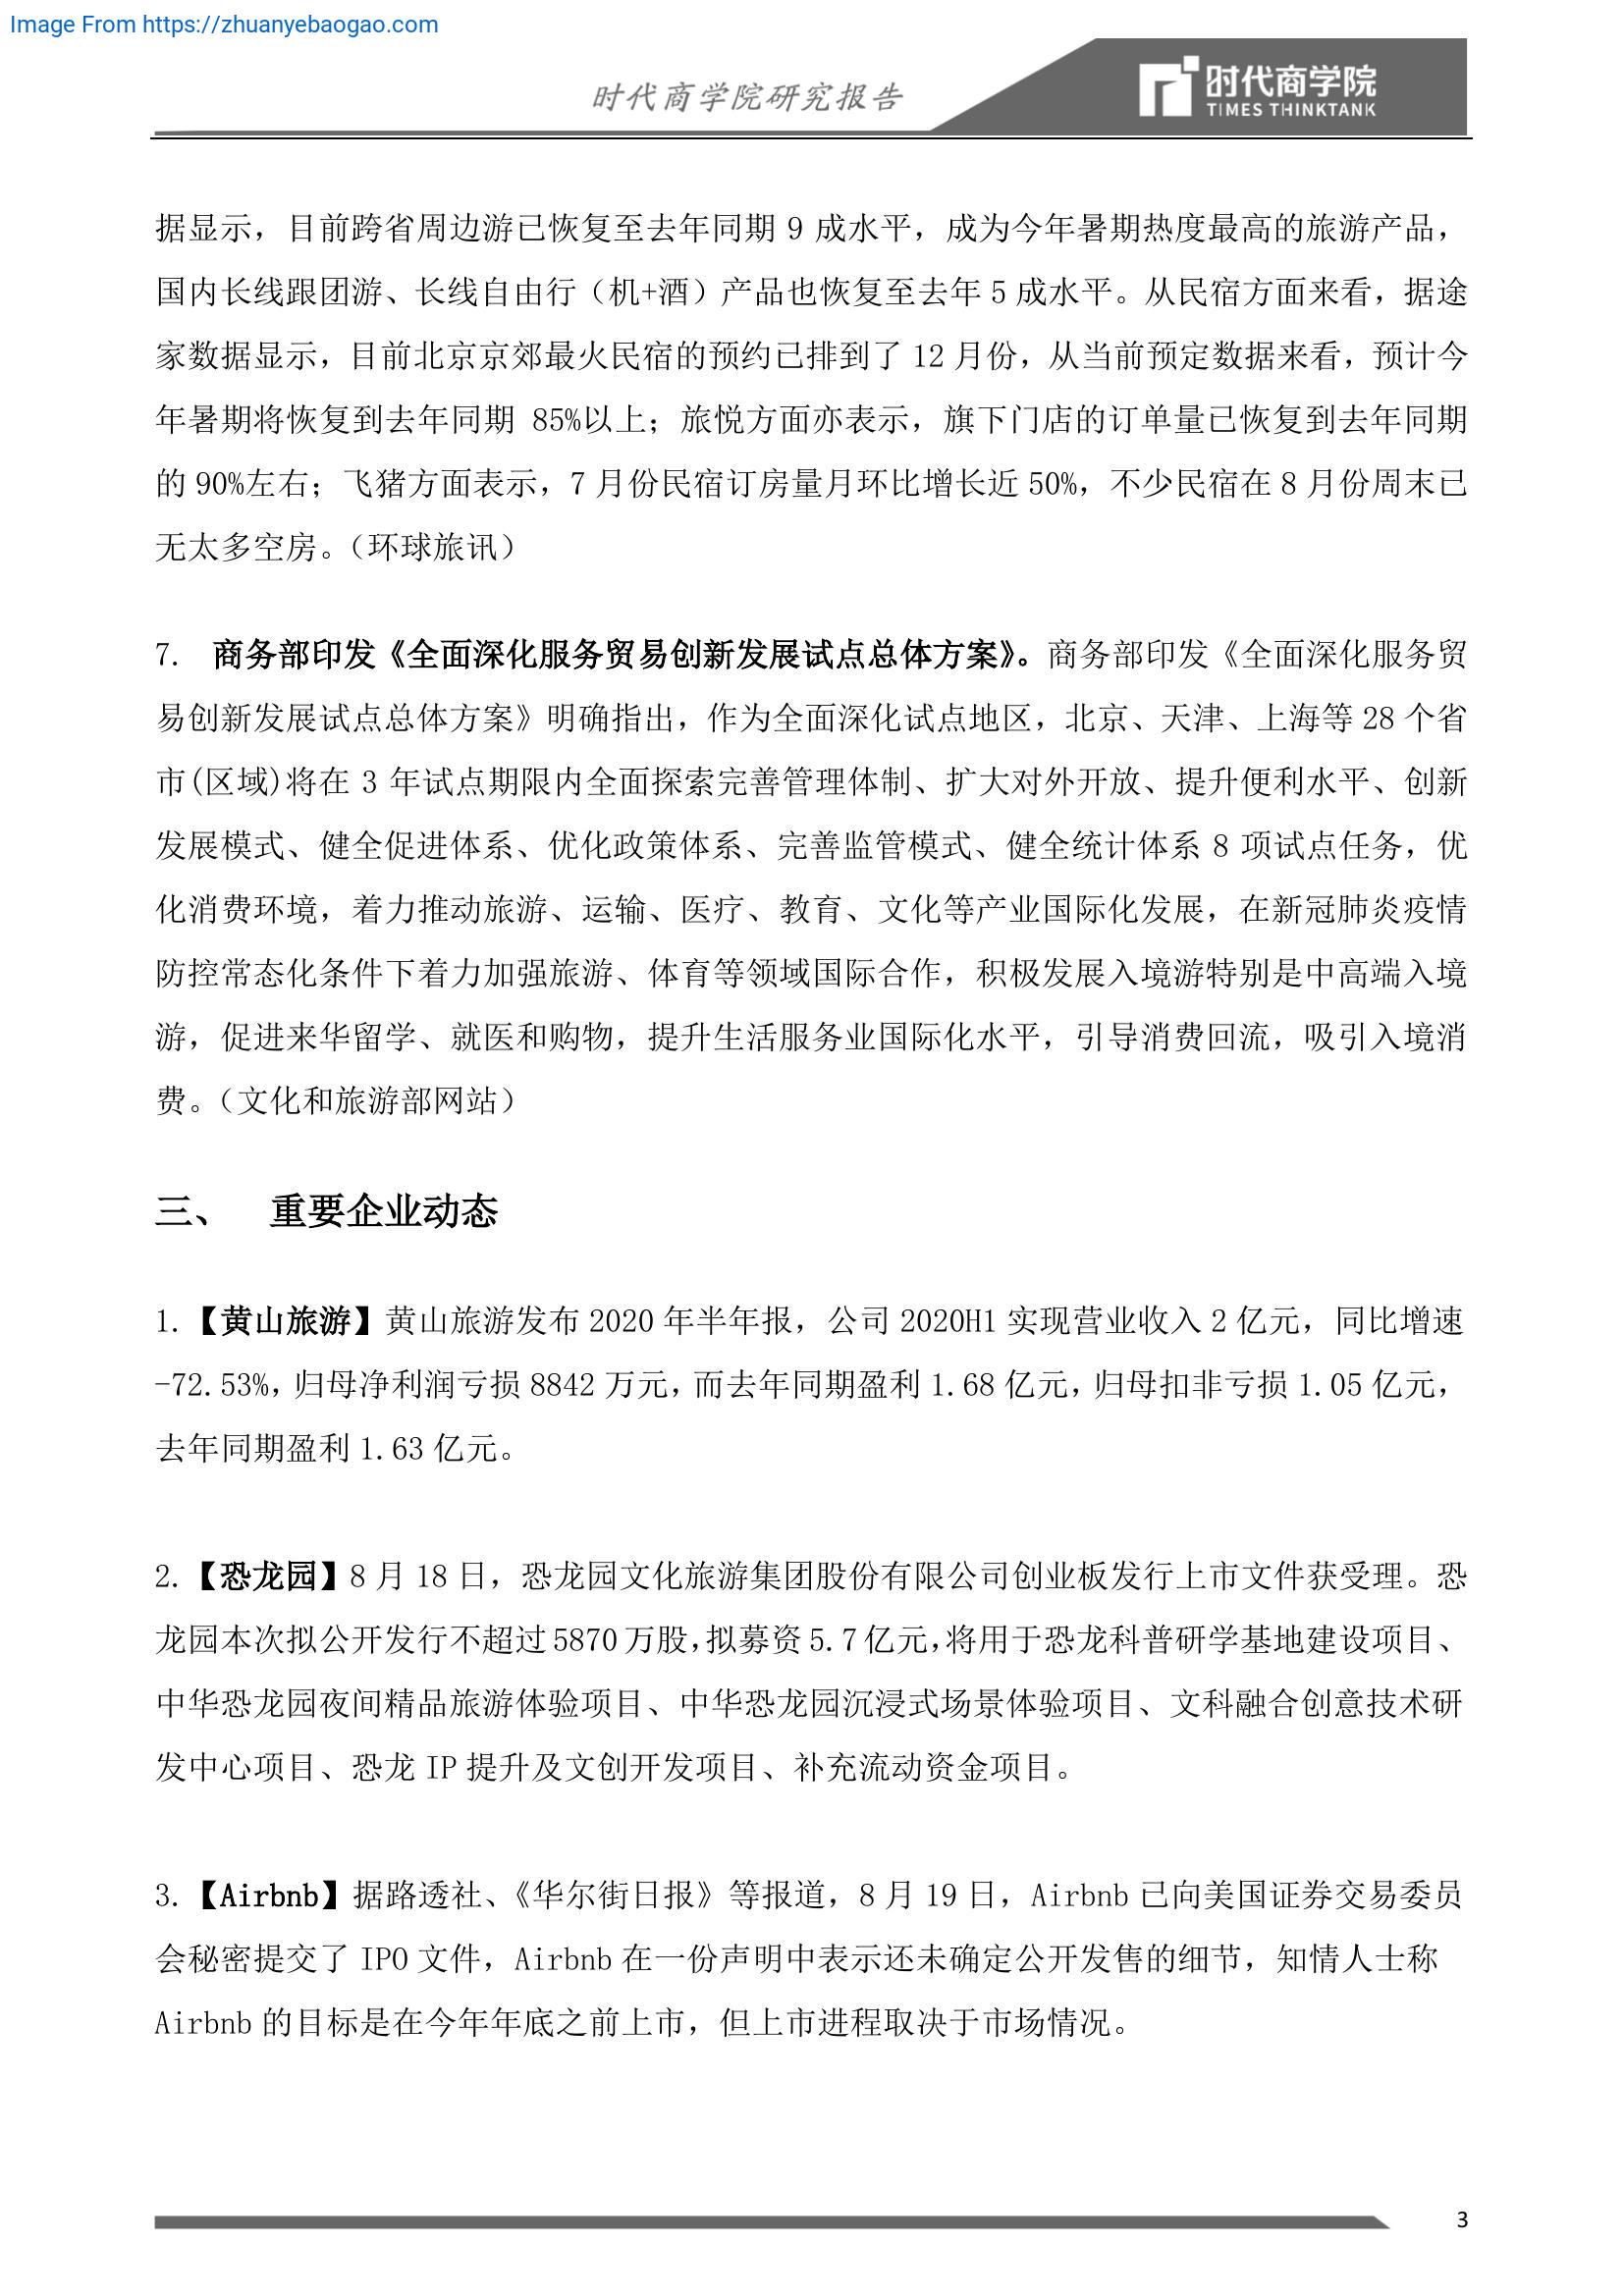 Image From https://zhuanyebaogao.com
时代商学院研究报告
时代商学院
TIMES THINKTANK
据显示，目前跨省周边游已恢复至去年同期 9 成水平，成为今年暑期热度最高的旅游产品，
国内长线跟团游、长线自由行（机+酒）产品也恢复至去年 5 成水平。从民宿方面来看，据途
家数据显示，目前北京京郊最火民宿的预约已排到了 12 月份，从当前预定数据来看，预计今
年暑期将恢复到去年同期 85%以上；旅悦方面亦表示，旗下门店的订单量已恢复到去年同期
的 90%左右；飞猪方面表示，7 月份民宿订房量月环比增长近 50%，不少民宿在 8 月份周末已
无太多空房。（环球旅讯）
7. 商务部印发《全面深化服务贸易创新发展试点总体方案》。商务部印发《全面深化服务贸
易创新发展试点总体方案》明确指出，作为全面深化试点地区，北京、天津、上海等 28 个省
市(区域)将在 3 年试点期限内全面探索完善管理体制、扩大对外开放、提升便利水平、创新
发展模式、健全促进体系、优化政策体系、完善监管模式、健全统计体系 8 项试点任务，优
化消费环境，着力推动旅游、运输、医疗、教育、文化等产业国际化发展，在新冠肺炎疫情
防控常态化条件下着力加强旅游、体育等领域国际合作，积极发展入境游特别是中高端入境
游，促进来华留学、就医和购物，提升生活服务业国际化水平，引导消费回流，吸引入境消
费。（文化和旅游部网站）
三、 重要企业动态
1.【黄山旅游】黄山旅游发布 2020 年半年报，公司 2020H1 实现营业收入 2 亿元，同比增速
-72.53%，归母净利润亏损 8842 万元，而去年同期盈利 1.68 亿元，归母扣非亏损 1.05 亿元，
去年同期盈利 1.63 亿元。
2.【恐龙园】8 月 18 日，恐龙园文化旅游集团股份有限公司创业板发行上市文件获受理。恐
龙园本次拟公开发行不超过 5870 万股，拟募资 5.7 亿元，将用于恐龙科普研学基地建设项目、
中华恐龙园夜间精品旅游体验项目、中华恐龙园沉浸式场景体验项目、文科融合创意技术研
发中心项目、恐龙 IP 提升及文创开发项目、补充流动资金项目。
3.【Airbnb】据路透社、《华尔街日报》等报道，8 月 19 日，Airbnb 已向美国证券交易委员
会秘密提交了 IPO 文件，Airbnb 在一份声明中表示还未确定公开发售的细节，知情人士称
Airbnb 的目标是在今年年底之前上市，但上市进程取决于市场情况。
3